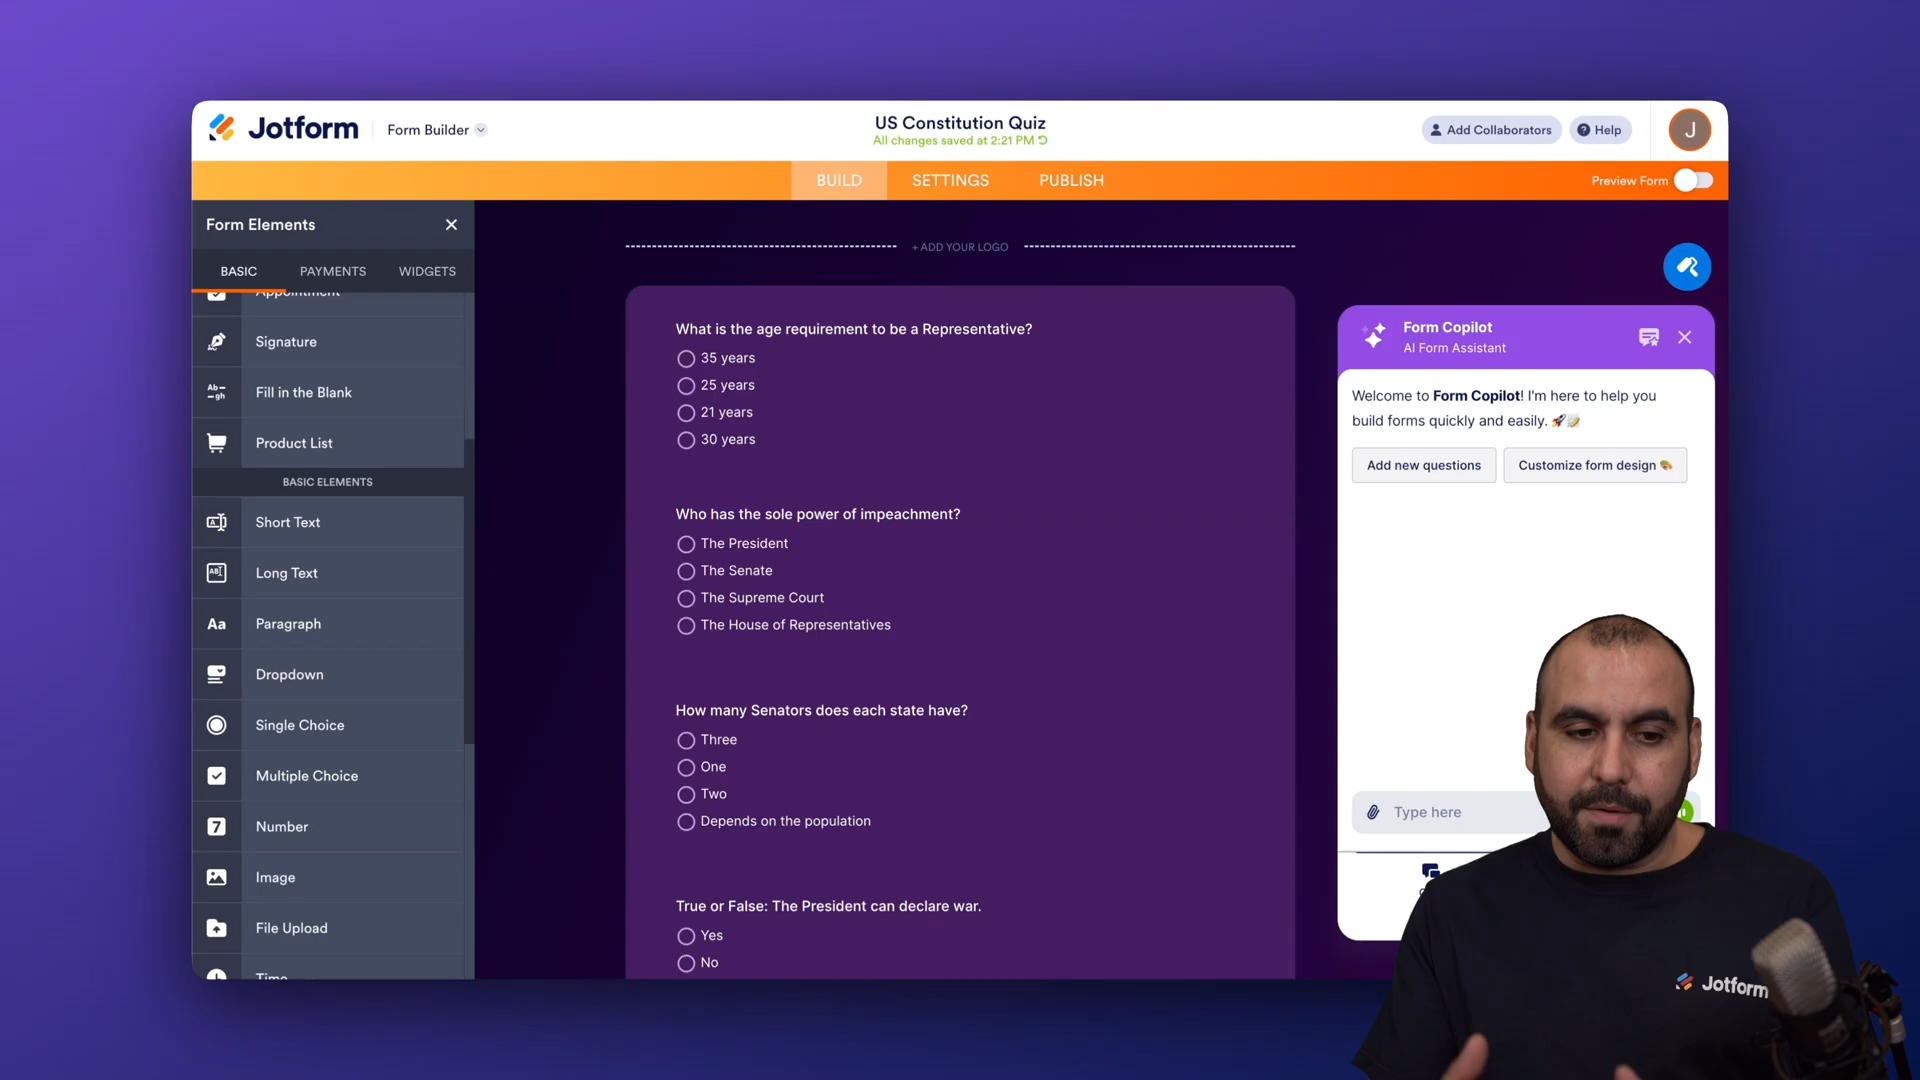 Jotform
Form Builder
US Constitution Quiz
All changes saved at 2:21 PM
Add Collaborators
Help
J
BUILD
SETTINGS
PUBLISH
Preview Form
Form Elements
BASIC
PAYMENTS
WIDGETS
Appointment
Signature
Fill in the Blank
Product List
BASIC ELEMENTS
Short Text
Long Text
Paragraph
Dropdown
Single Choice
Multiple Choice
Number
Image
File Upload
Time
+ ADD YOUR LOGO
What is the age requirement to be a Representative?
35 years
25 years
21 years
30 years
Who has the sole power of impeachment?
The President
The Senate
The Supreme Court
The House of Representatives
How many Senators does each state have?
Three
One
Two
Depends on the population
True or False: The President can declare war.
Yes
No
Form Copilot
AI Form Assistant
Welcome to Form Copilot! I'm here to help you
build forms quickly and easily. 🚀📝
Add new questions
Customize form design 🎨
Type here
Jotform